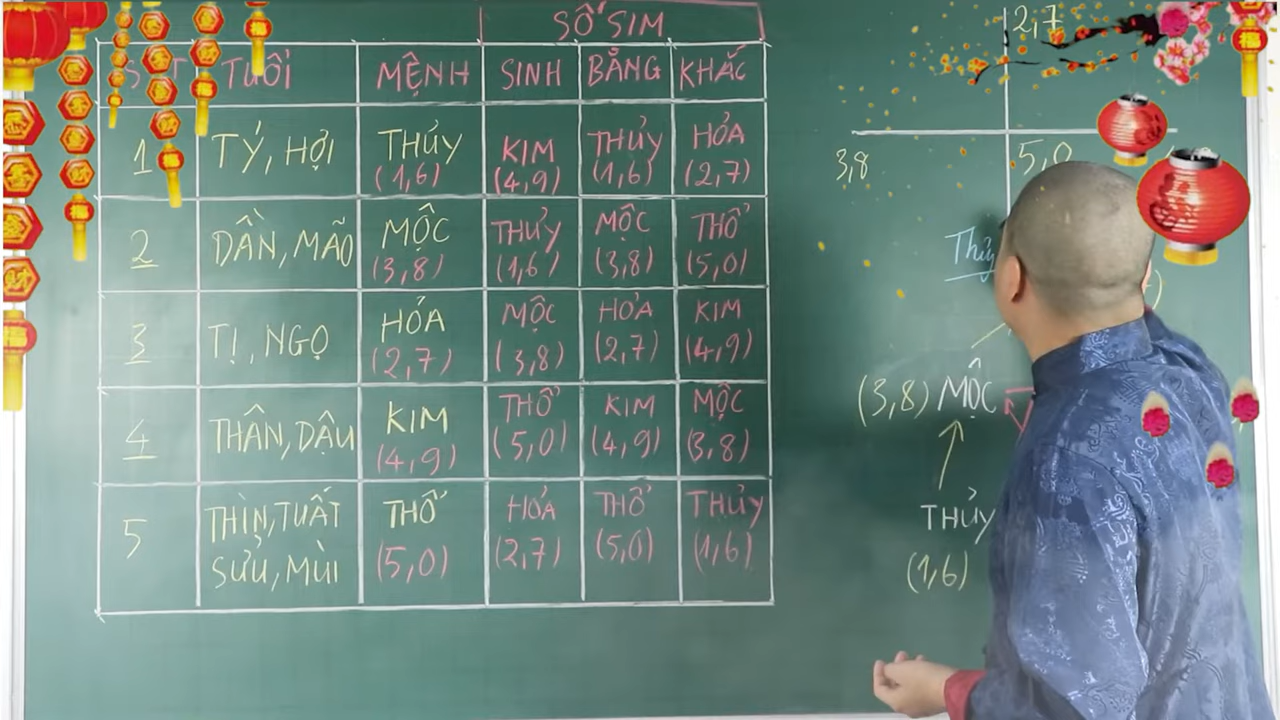 SỐ SIM
TUỔI MỆNH SINH BẰNG KHẮC
1 TÝ, HỢI THỦY KIM THỦY HỎA
(1,6) (4,9) (1,6) (2,7)
2 DẦN, MÃO MỘC THỦY MỘC THỔ
(3,8) (1,6) (3,8) (5,0)
3 TỊ, NGỌ HỎA MỘC HỎA KIM
(2,7) (3,8) (2,7) (4,9)
4 THÂN, DẬU KIM THỔ KIM MỘC
(4,9) (5,0) (4,9) (3,8)
5 THÌN, TUẤT THỔ HỎA THỔ THỦY
SỬU, MÙI (5,0) (2,7) (5,0) (1,6)
2,7
3,8 5,0
(3,8) MỘC
THỦY
(1,6)
福
福
福
福